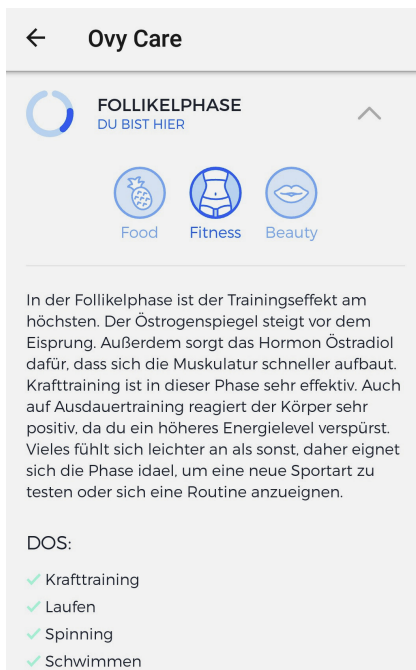 Ovy Care
FOLLIKELPHASE
DU BIST HIER
Food Fitness Beauty
In der Follikelphase ist der Trainingseffekt am
höchsten. Der Östrogenspiegel steigt vor dem
Eisprung. Außerdem sorgt das Hormon Östradiol
dafür, dass sich die Muskulatur schneller aufbaut.
Krafttraining ist in dieser Phase sehr effektiv. Auch
auf Ausdauertraining reagiert der Körper sehr
positiv, da du ein höheres Energielevel verspürst.
Vieles fühlt sich leichter an als sonst, daher eignet
sich die Phase idael, um eine neue Sportart zu
testen oder sich eine Routine anzueignen.
DOS:
Krafttraining
Laufen
Spinning
Schwimmen